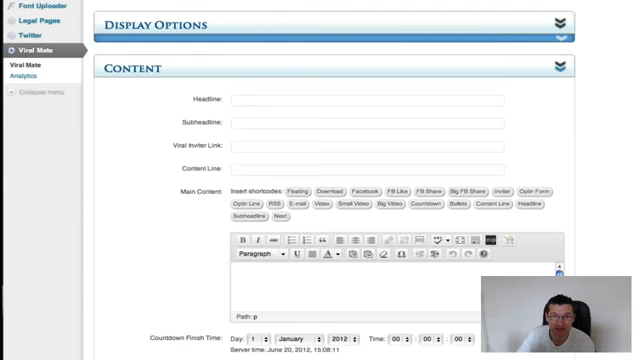 Font Uploader
Legal Pages
Twitter
Viral Mate
Viral Mate
Analytics
Collapse menu
DISPLAY OPTIONS
CONTENT
Headline:
Subheadline:
Viral Inviter Link:
Content Line:
Main Content: Insert shortcodes: Floating Download Facebook FB Like FB Share Big FB Share Inviter Optin Form
Optin Line RSS E-mail Video Small Video Big Video Countdown Bullets Content Line Headline
Subheadline Next
B I ABC
Paragraph U A
Path: p
Countdown Finish Time: Day: 1 January 2012 Time: 00 : 00 : 00
Server time: June 20, 2012, 15:08:11